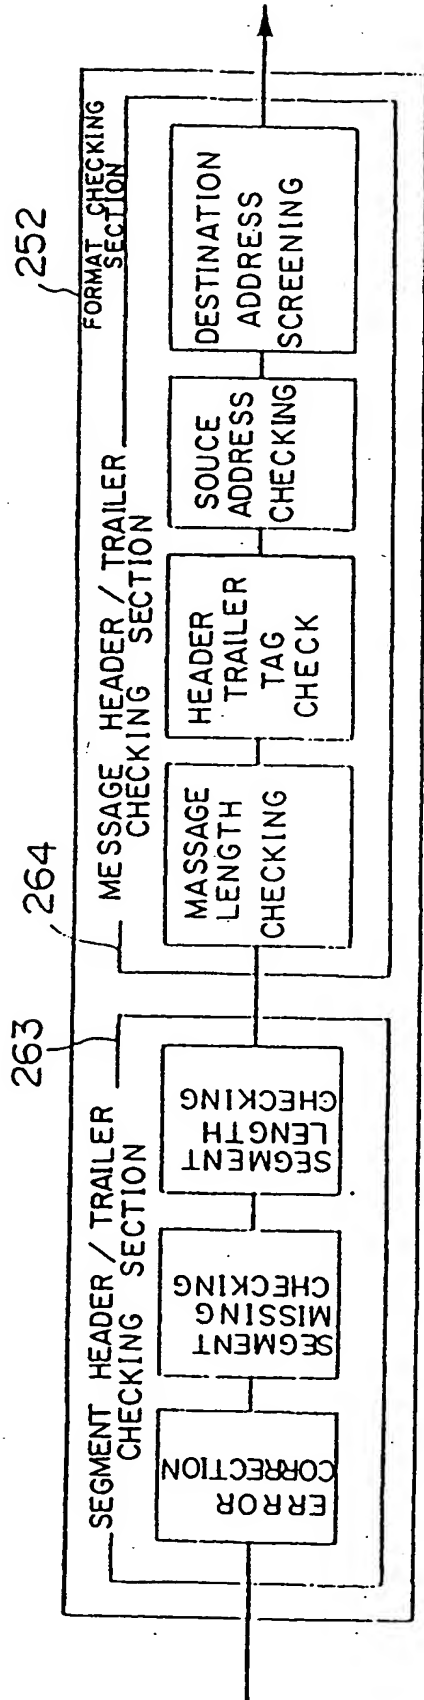 252
FORMAT CHECKING
SECTION
264
MESSAGE HEADER / TRAILER
CHECKING SECTION
MASSAGE
LENGTH
CHECKING
HEADER
TRAILER
TAG
CHECK
SOUCE
ADDRESS
CHECKING
DESTINATION
ADDRESS
SCREENING
263
SEGMENT HEADER / TRAILER
CHECKING SECTION
ERROR
CORRECTION
SEGMENT
MISSING
CHECKING
SEGMENT
LENGTH
CHECKING